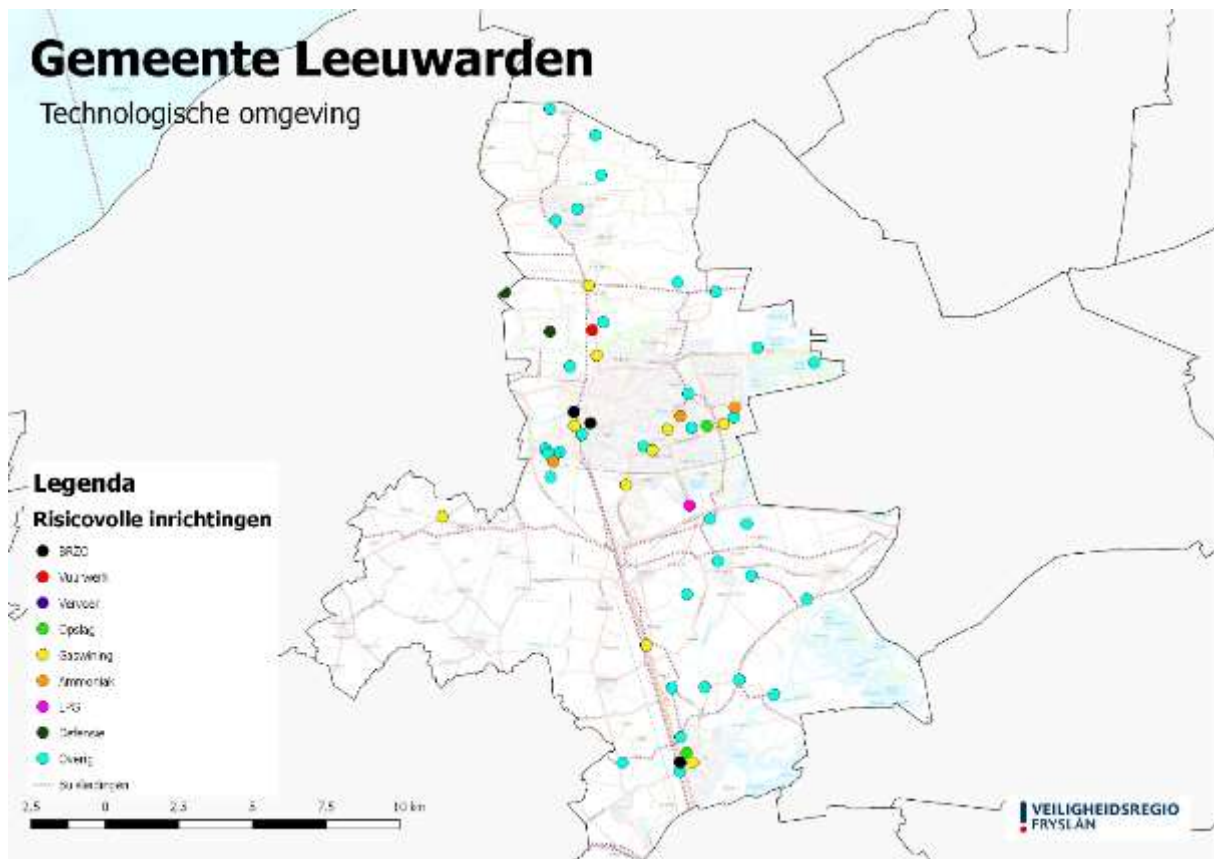 Gemeente Leeuwarden
Technologische omgeving
Legenda
Risicovolle inrichtingen
BRZO
Vuurwerk
Vervoer
Opslag
Gaswinning
Ammoniak
LPG
Defensie
Overig
Buisleidingen
2,5 0 2,5 5 7,5 10 km
VEILIGHEIDSREGIO
FRYSLÂN